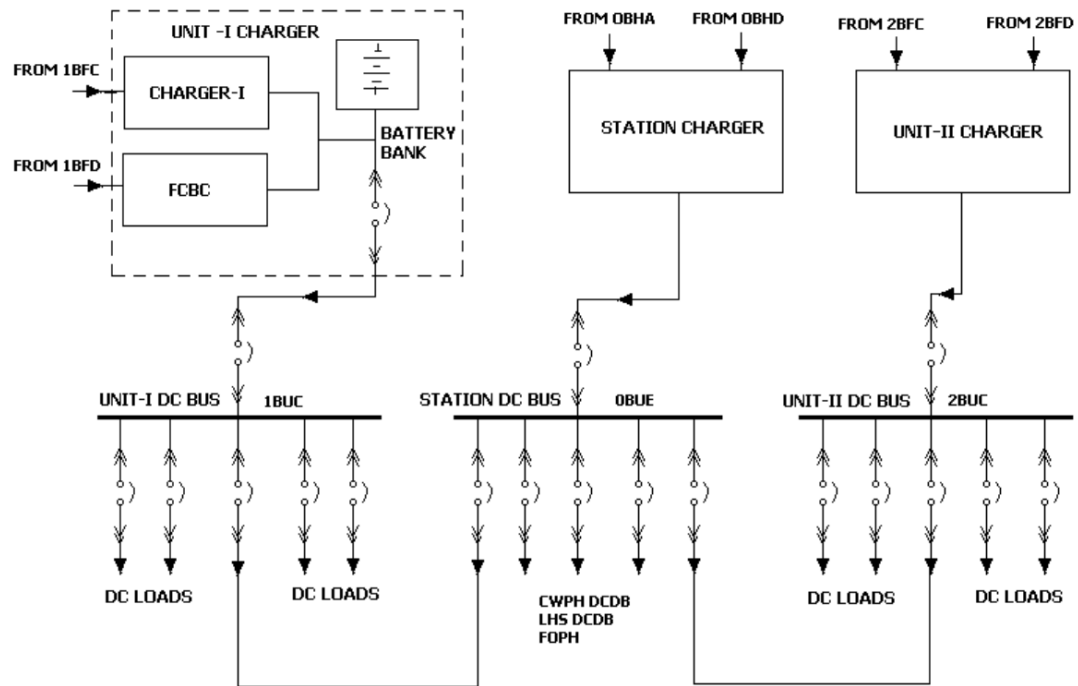 UNIT -I CHARGER
FROM 0BHA
FROM 0BHD
FROM 2BFC
FROM 2BFD
FROM 1BFC
CHARGER-I
BATTERY
BANK
FROM 1BFD
FCBC
STATION CHARGER
UNIT-II CHARGER
UNIT-I DC BUS
1BUC
STATION DC BUS
0BUE
UNIT-II DC BUS
2BUC
DC LOADS
DC LOADS
CWPH DCDB
LHS DCDB
FOPH
DC LOADS
DC LOADS